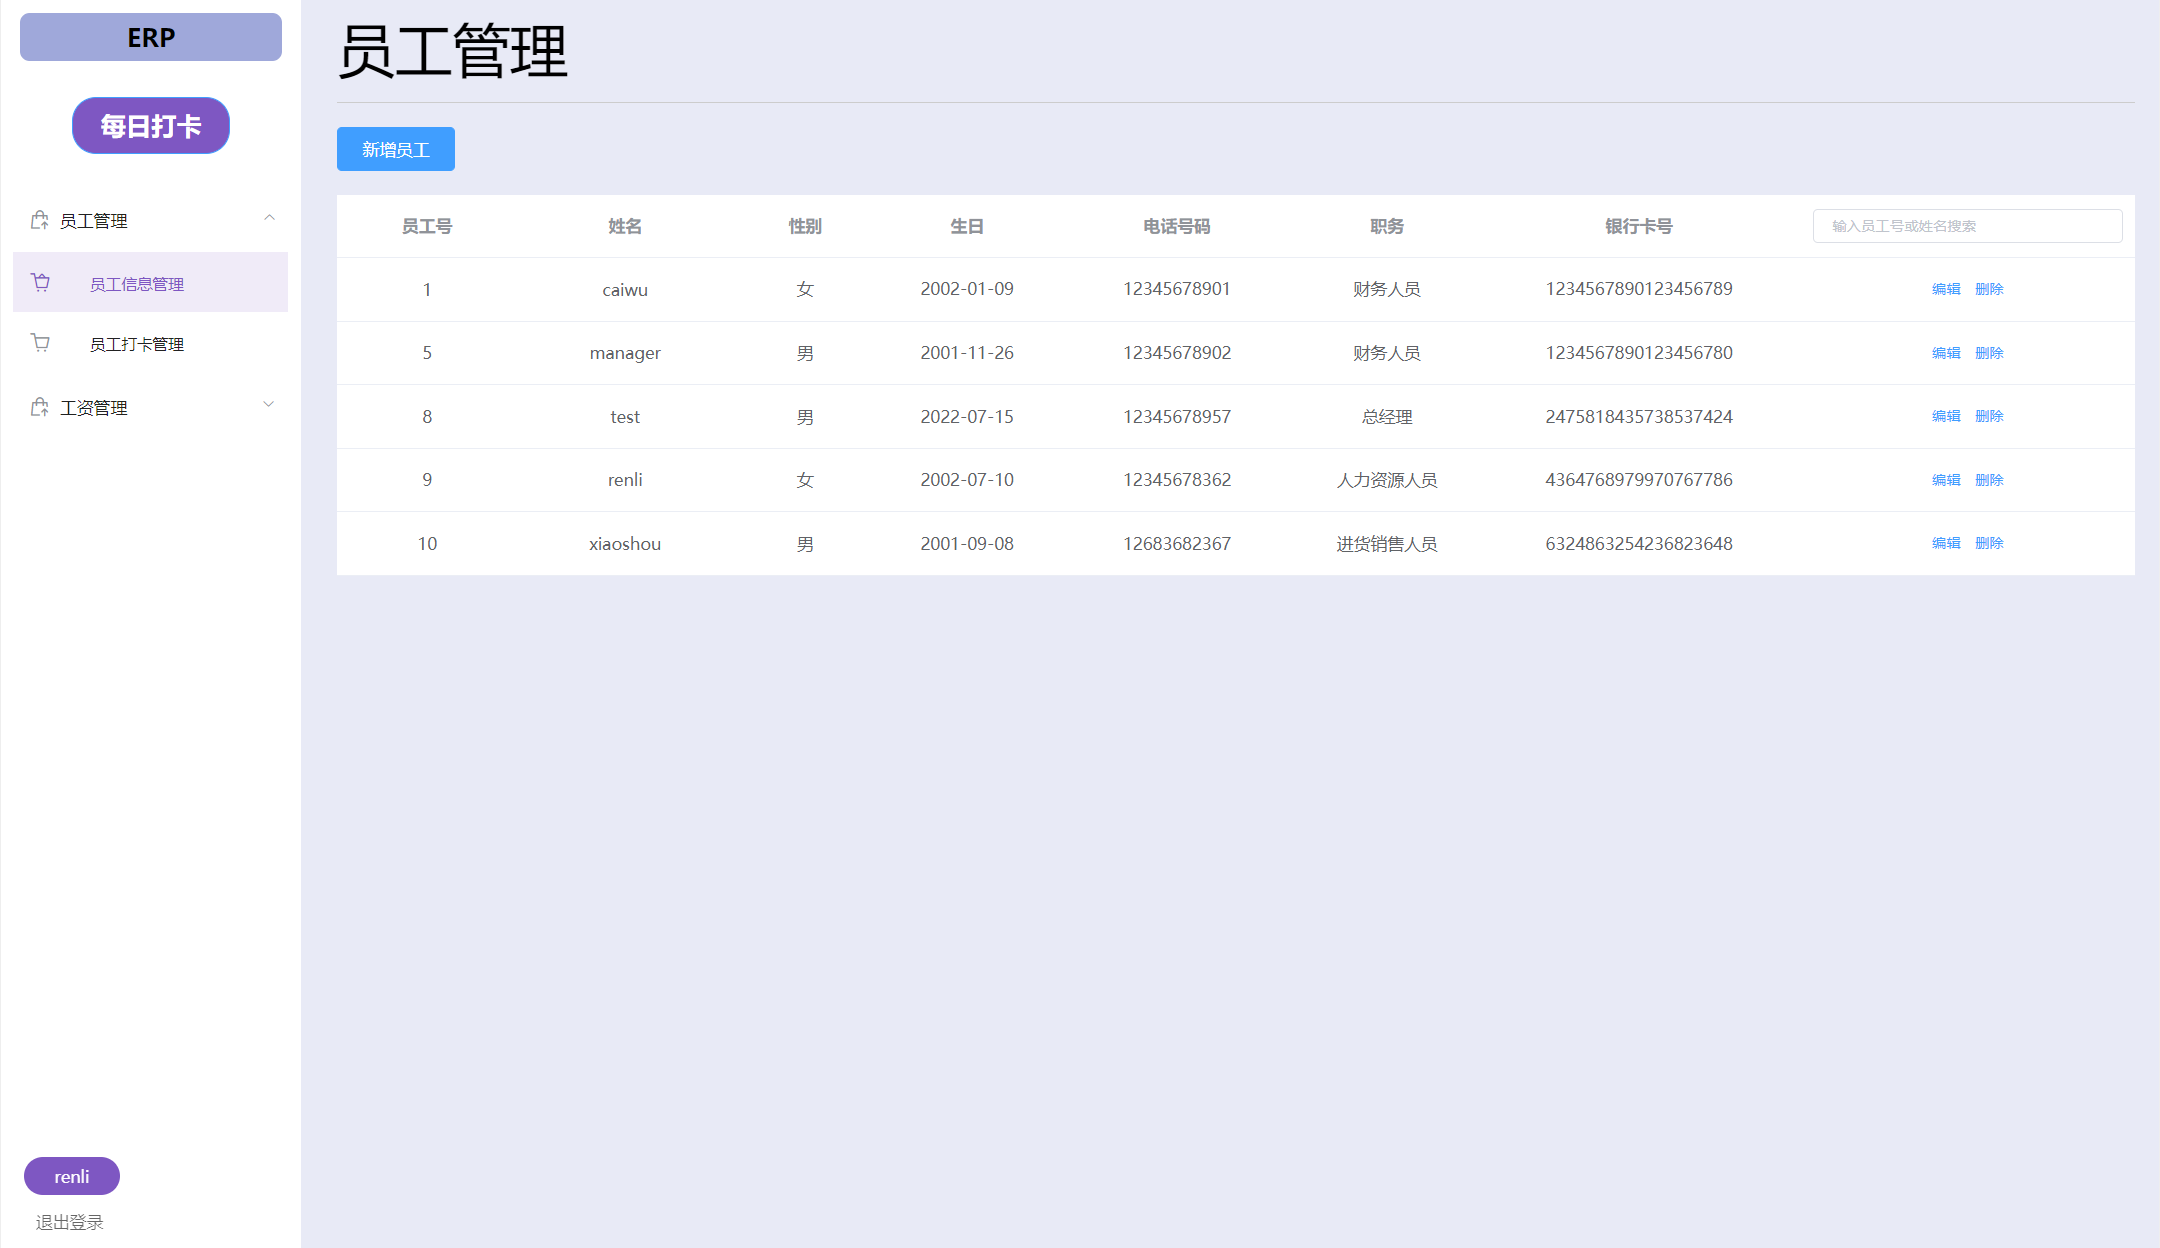 ERP
每日打卡
员工管理
员工信息管理
员工打卡管理
工资管理
renli
退出登录
员工管理
新增员工
员工号 姓名 性别 生日 电话号码 职务 银行卡号 输入员工号或姓名搜索
1 caiwu 女 2002-01-09 12345678901 财务人员 1234567890123456789 编辑 删除
5 manager 男 2001-11-26 12345678902 财务人员 1234567890123456780 编辑 删除
8 test 男 2022-07-15 12345678957 总经理 2475818435738537424 编辑 删除
9 renli 女 2002-07-10 12345678362 人力资源人员 4364768979970767786 编辑 删除
10 xiaoshou 男 2001-09-08 12683682367 进货销售人员 6324863254236823648 编辑 删除